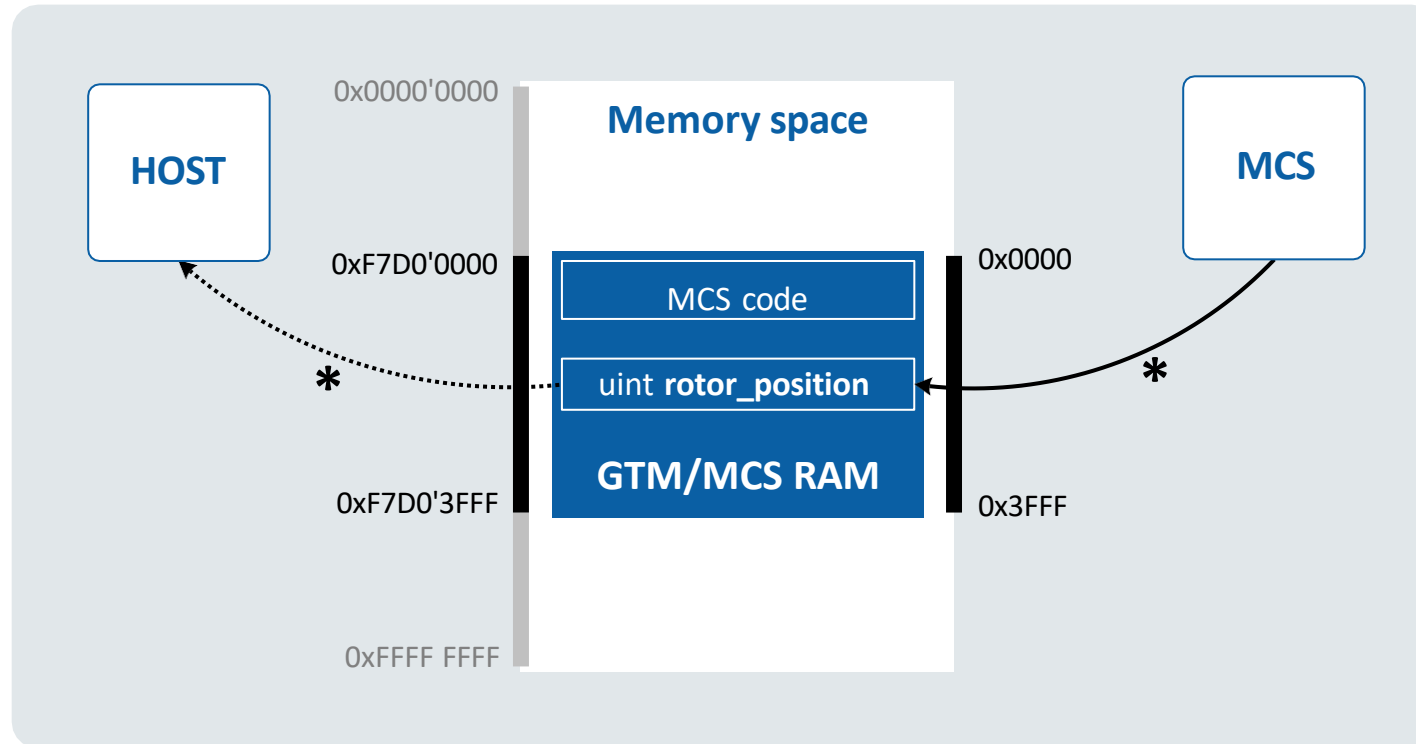 0x0000'0000
Memory space
HOST
MCS
0xF7D0'0000
0x0000
MCS code
*
uint rotor_position
*
GTM/MCS RAM
0xF7D0'3FFF
0x3FFF
0xFFFF FFFF